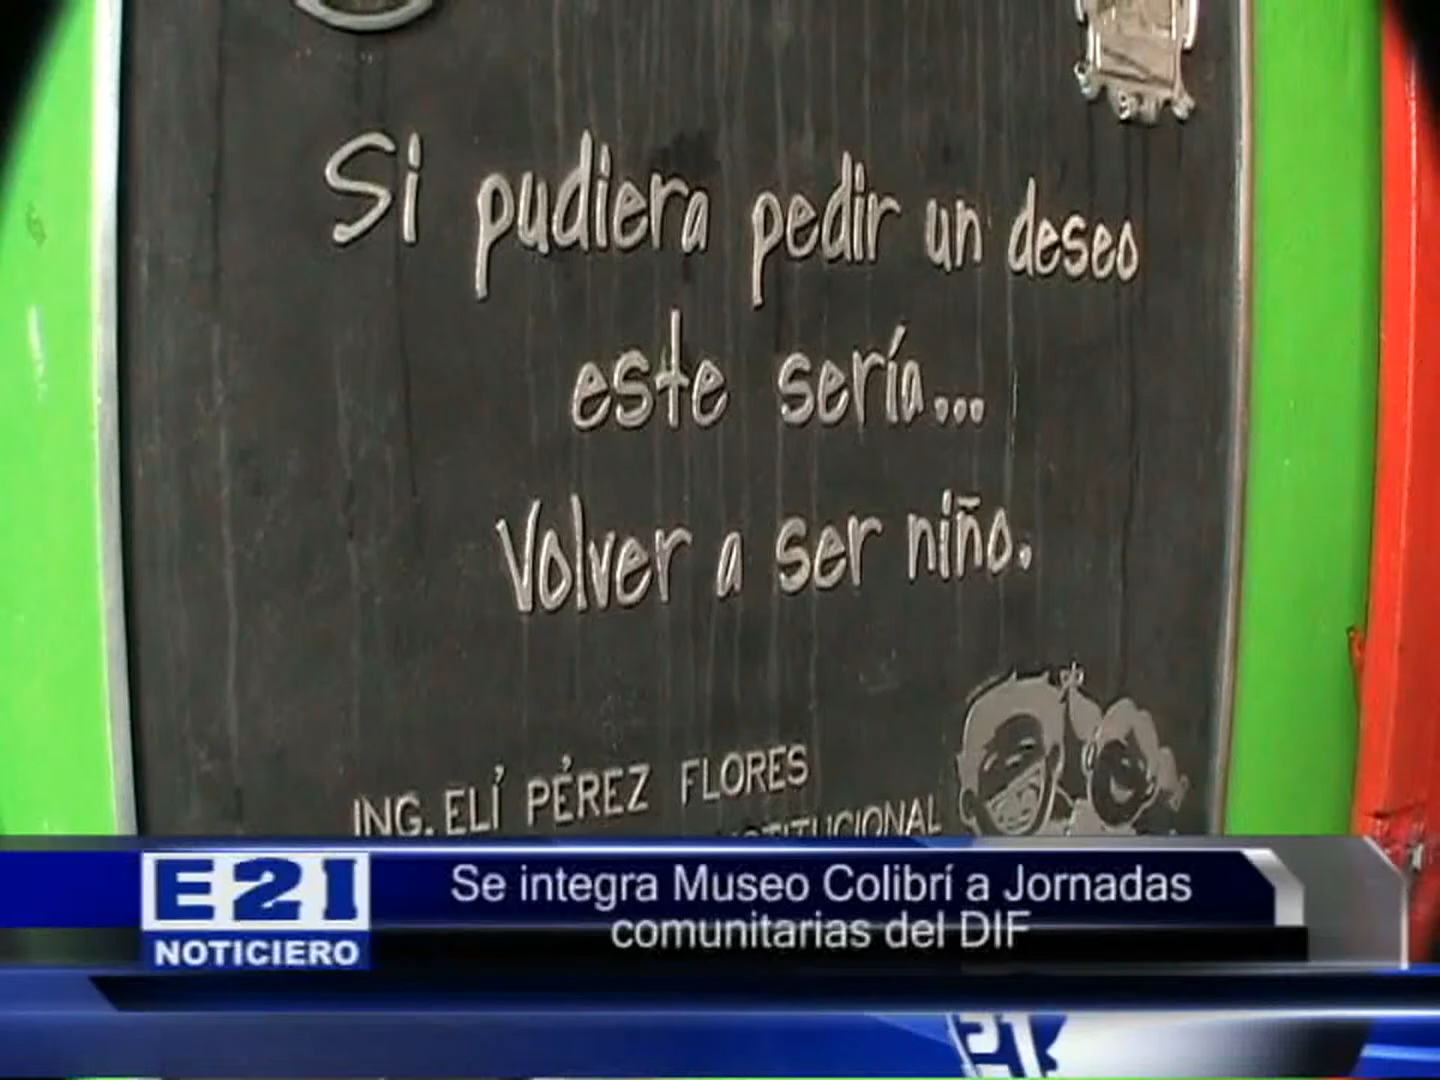 Si pudiera pedir un deseo
este sería...
Volver a ser niño.
ING. ELÍ PÉREZ FLORES
INSTITUCIONAL
E21
NOTICIERO
Se integra Museo Colibrí a Jornadas
comunitarias del DIF